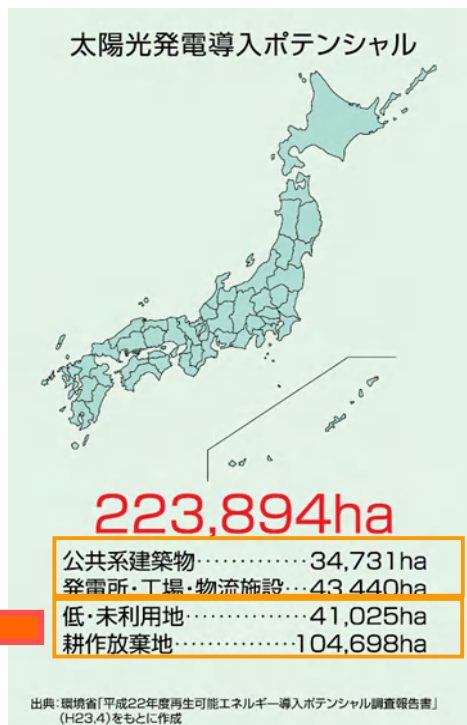 太陽光発電導入ポテンシャル
223,894ha
公共系建築物・・・・・・・・・・・・・34,731ha
発電所・工場・物流施設・・・43,440ha
低・未利用地・・・・・・・・・・・・・41,025ha
耕作放棄地・・・・・・・・・・・・・・・104,698ha
出典：環境省「平成22年度再生可能エネルギー導入ポテンシャル調査報告書」
（H23.4）をもとに作成